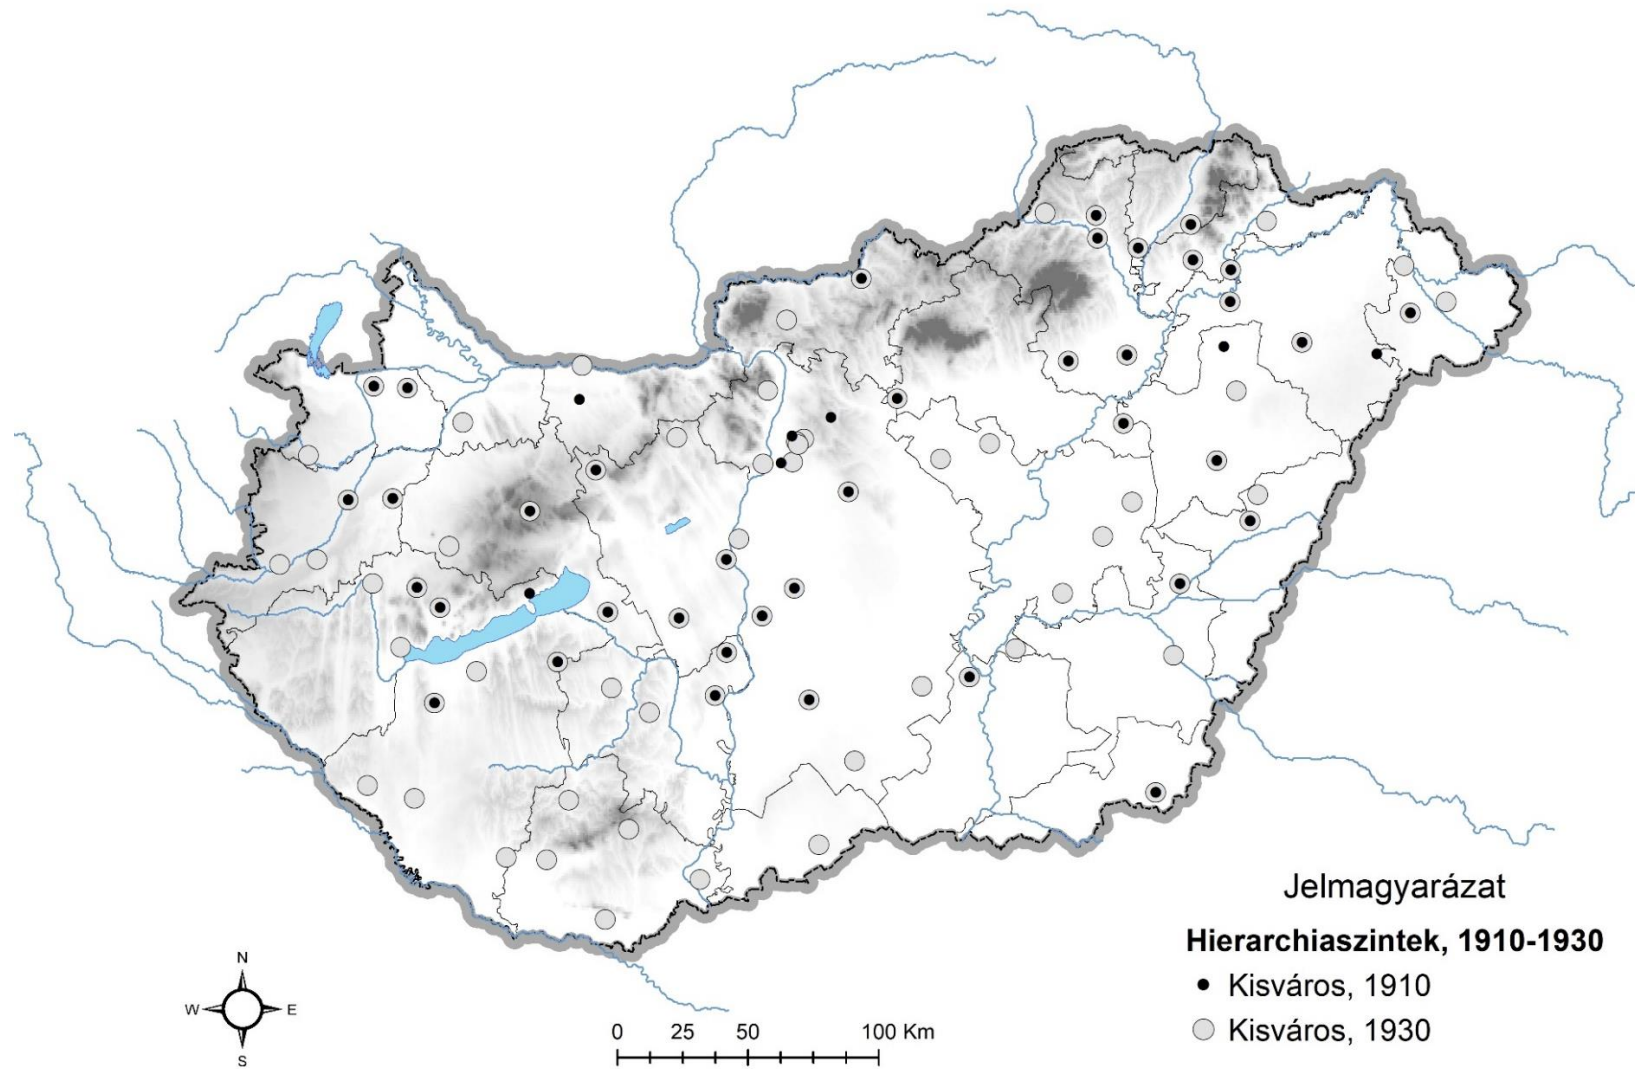 Jelmagyarázat
Hierarchiaszintek, 1910-1930
Kisváros, 1910
Kisváros, 1930
N
W E
S
0 25 50 100 Km